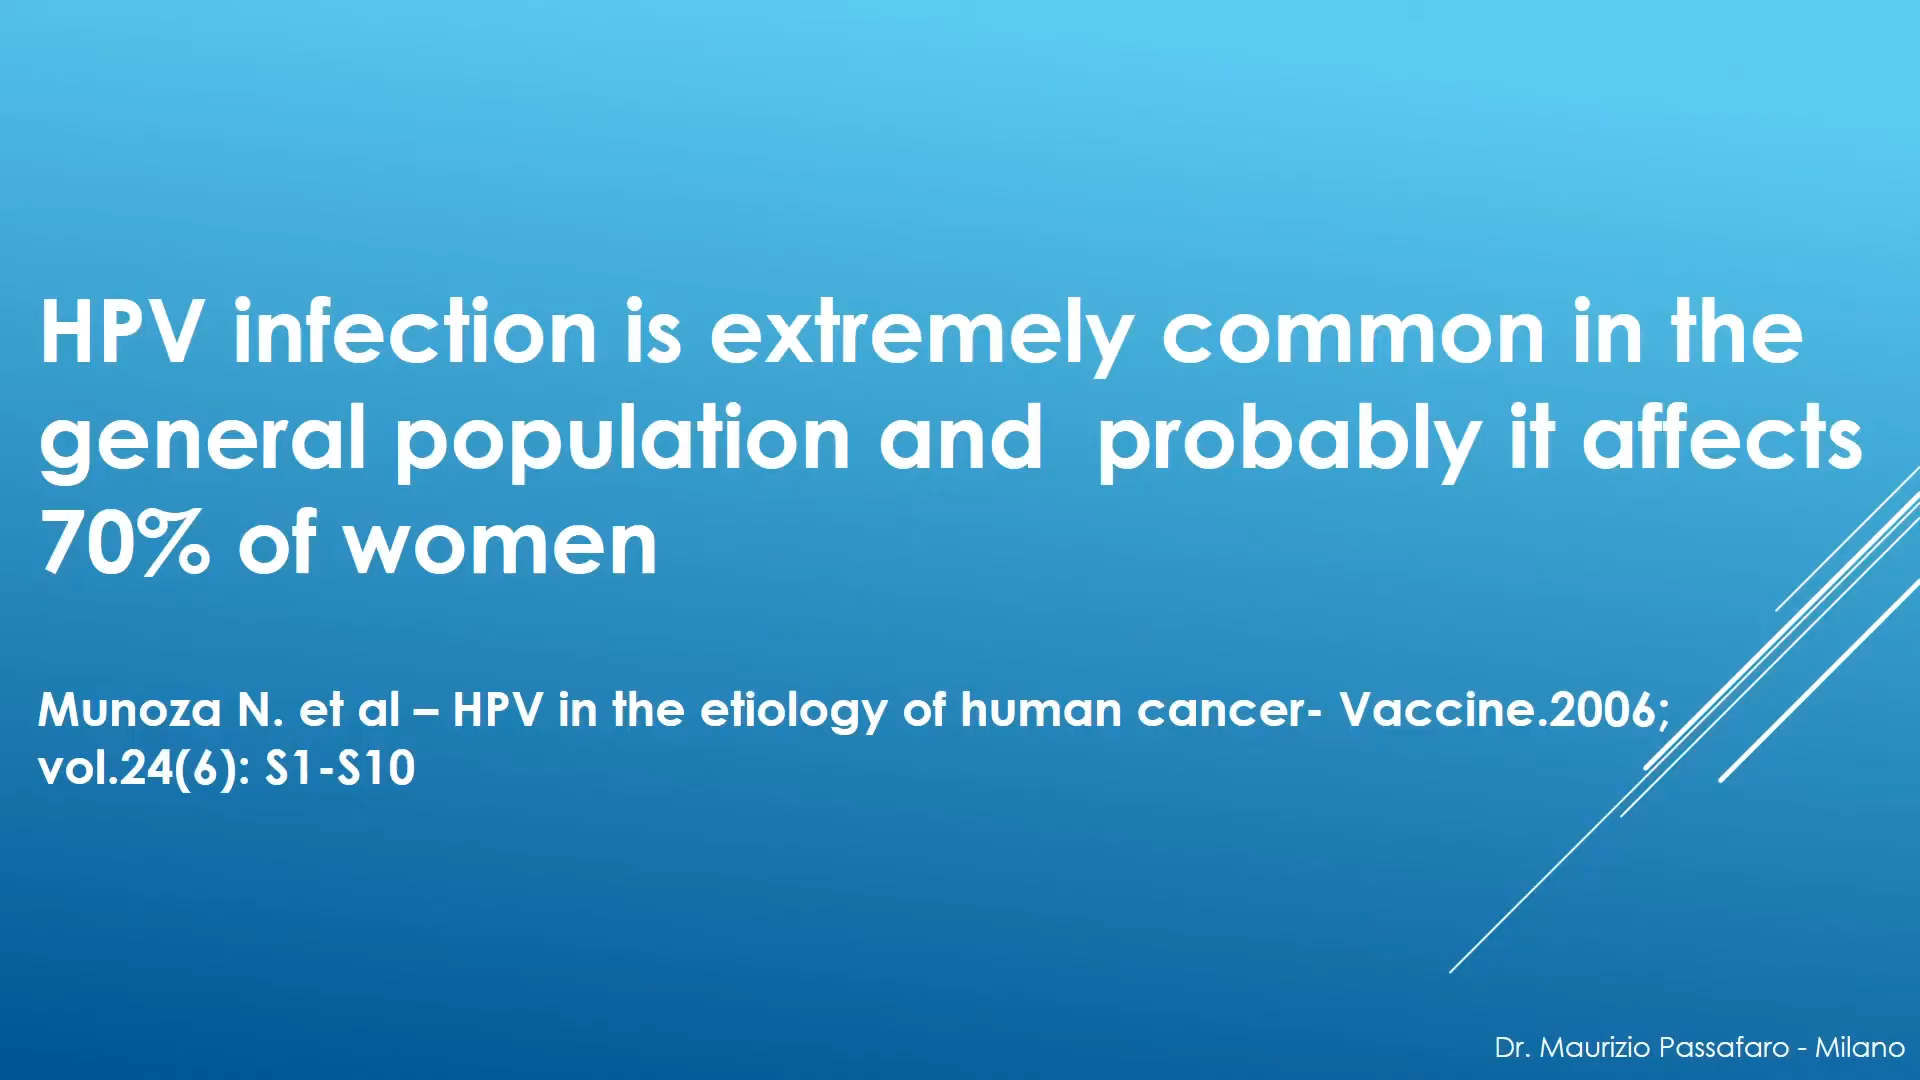 HPV infection is extremely common in the
general population and  probably it affects
70% of women
Munoza N. et al – HPV in the etiology of human cancer- Vaccine.2006;
vol.24(6): S1-S10
Dr. Maurizio Passafaro - Milano